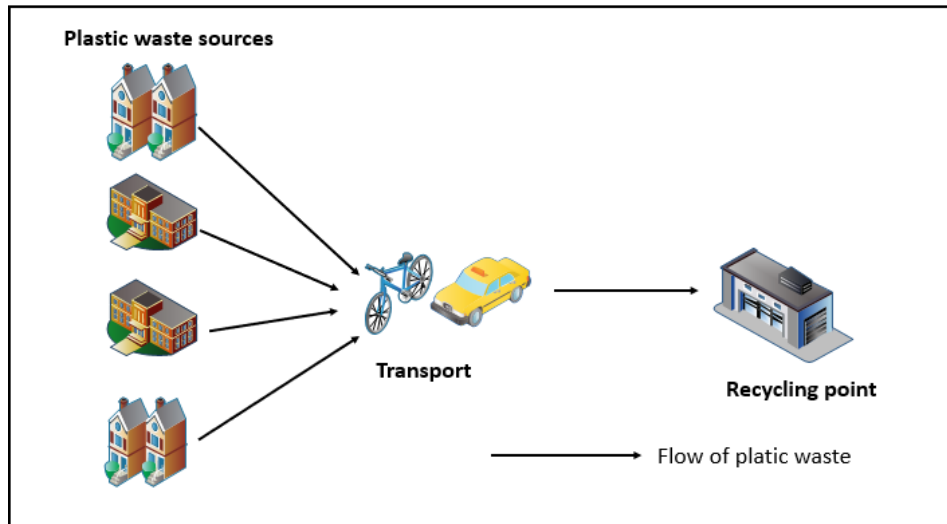 Plastic waste sources
Transport
Recycling point
Flow of platic waste